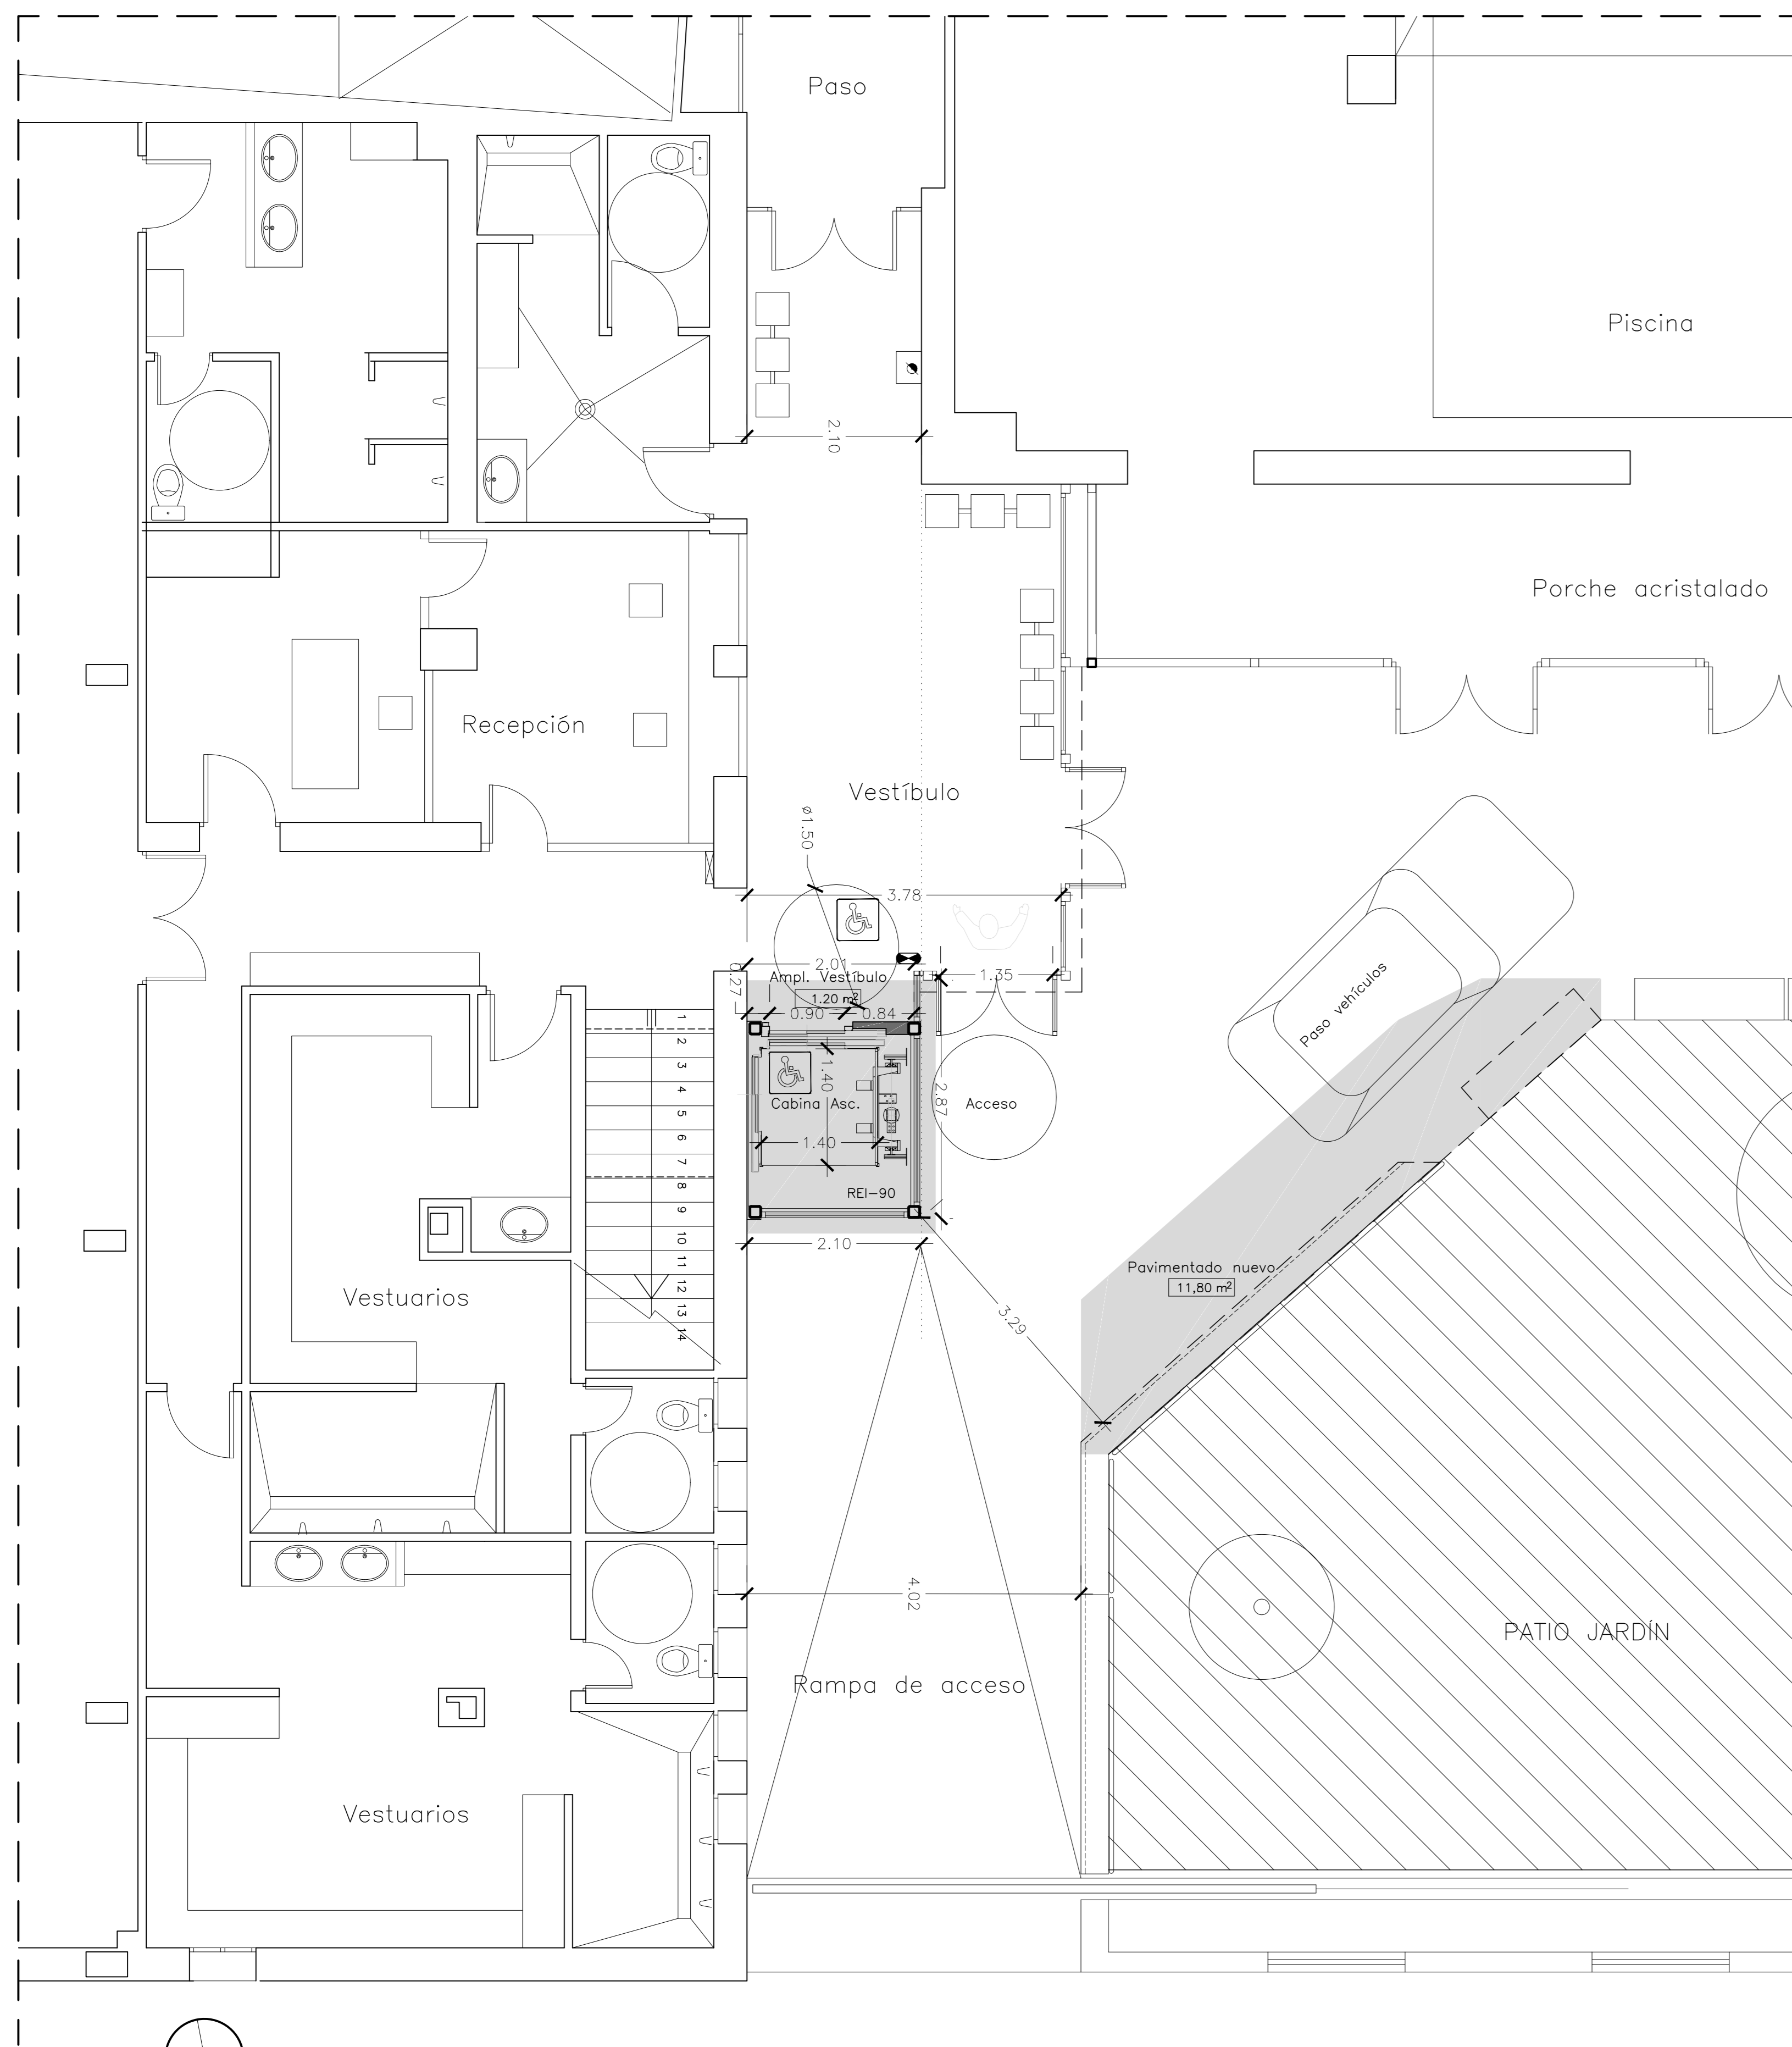 Paso
Piscina
2.10
Porche acristalado
Recepción
Vestíbulo
ø1.50
3.78
2.01
0.27
Ampl. Vestíbulo
1.20 m²
1.35
0.90
0.84
Paso vehículos
1
2
3
4
5
6
7
8
9
10
11
12
13
14
1.40
Cabina Asc.
1.40
2.87
Acceso
REI-90
2.10
Pavimentado nuevo
11,80 m²
3.29
Vestuarios
4.02
PATIO JARDÍN
Rampa de acceso
Vestuarios